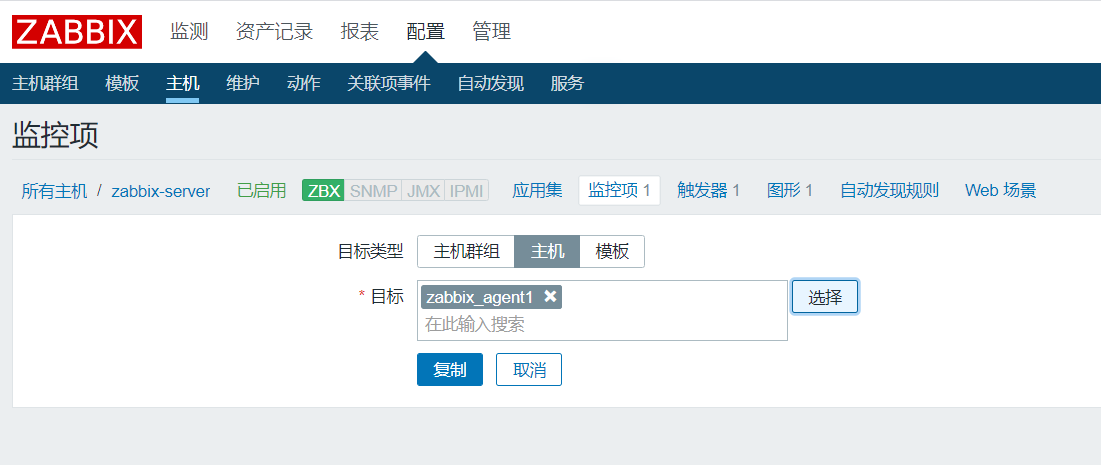 ZABBIX 监测 资产记录 报表 配置 管理
主机群组 模板 主机 维护 动作 关联项事件 自动发现 服务
监控项
所有主机 / zabbix-server 已启用 ZBX SNMP JMX IPMI 应用集 监控项 1 触发器 1 图形 1 自动发现规则 Web 场景
目标类型 主机群组 主机 模板
* 目标 zabbix_agent1 ✖ 选择
在此输入搜索
复制 取消